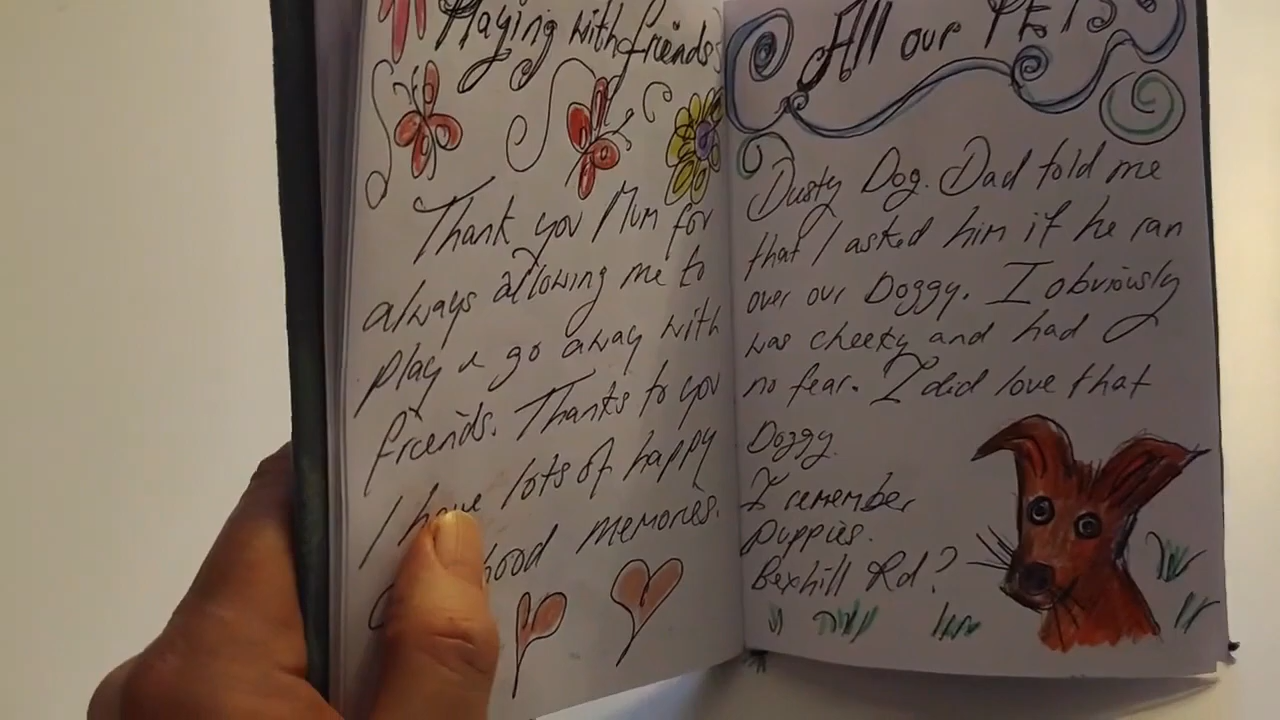 Playing with friends
Thank you Mum for
always allowing me to
play & go away with
friends. Thanks to you
I have lots of happy
hood memories.
All our PETS
Dusty Dog. Dad told me
that I asked him if he ran
over our Doggy. I obviously
was cheeky and had
no fear. I did love that
Doggy.
I remember
puppies.
Bexhill Rd?